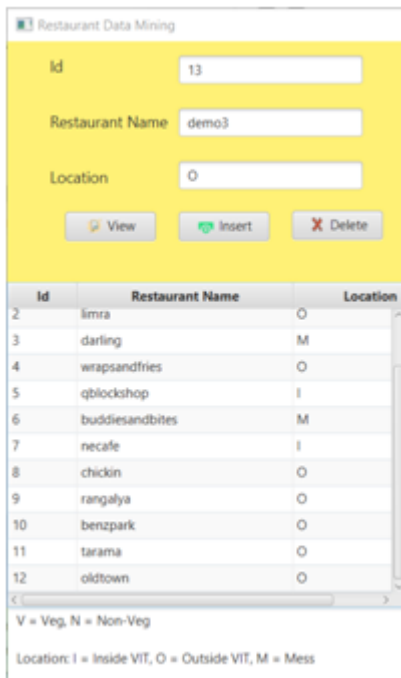 Restaurant Data Mining
Id 13
Restaurant Name demo3
Location O
View Insert Delete
Id Restaurant Name Location
2 limra O
3 darling M
4 wrapsandfries O
5 qblockshop I
6 buddiesandbites M
7 necafe I
8 chickin O
9 rangalya O
10 benzpark O
11 tarama O
12 oldtown O
V = Veg, N = Non-Veg
Location: I = Inside VIT, O = Outside VIT, M = Mess